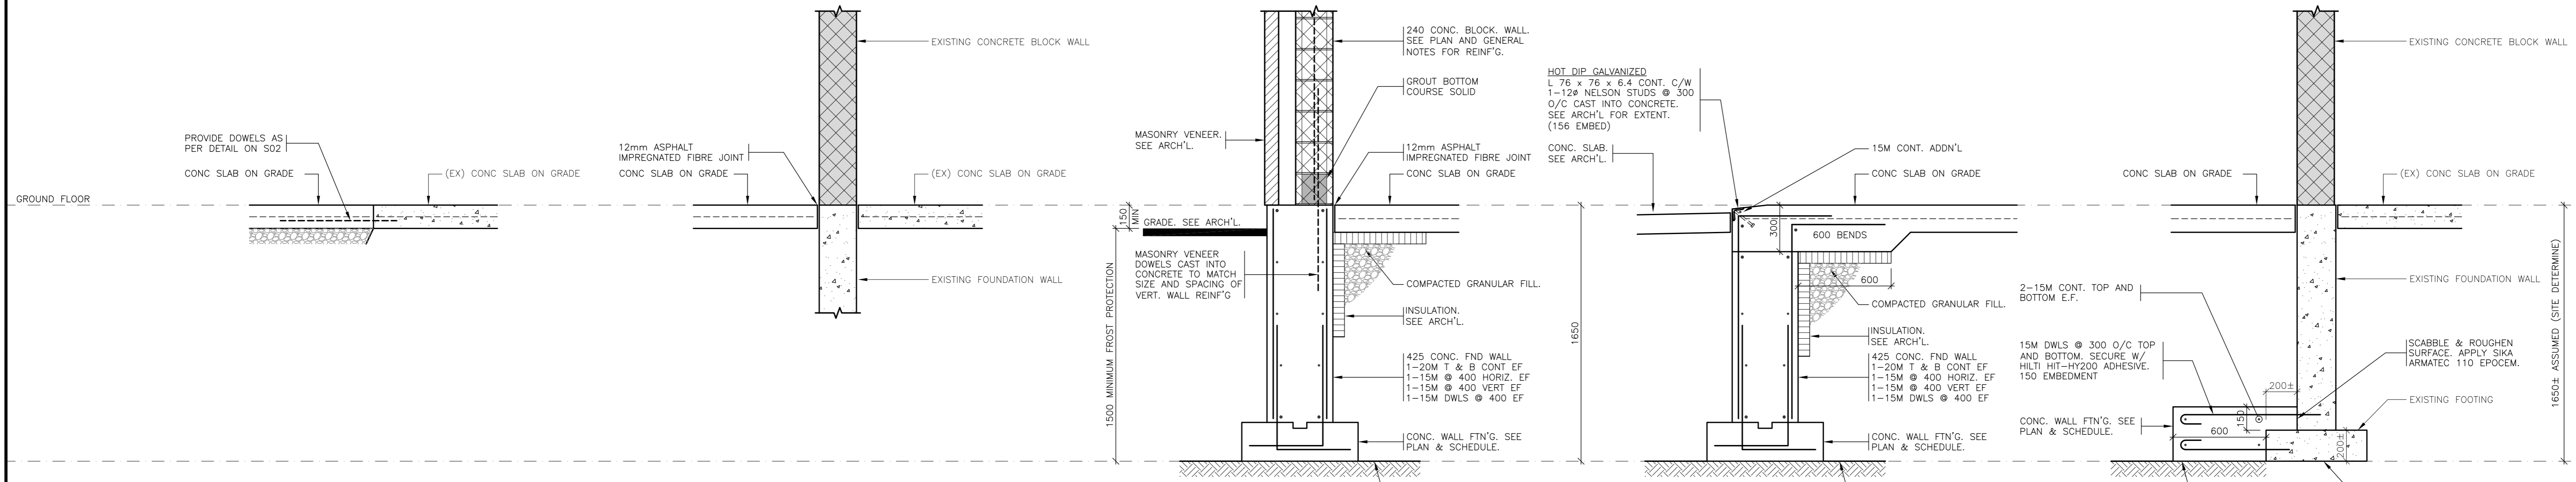 GROUND FLOOR
PROVIDE DOWELS AS
PER DETAIL ON S02
CONC SLAB ON GRADE
(EX) CONC SLAB ON GRADE
EXISTING CONCRETE BLOCK WALL
12mm ASPHALT
IMPREGNATED FIBRE JOINT
CONC SLAB ON GRADE
(EX) CONC SLAB ON GRADE
EXISTING FOUNDATION WALL
240 CONC. BLOCK. WALL.
SEE PLAN AND GENERAL
NOTES FOR REINF'G.
GROUT BOTTOM
COURSE SOLID
MASONRY VENEER.
SEE ARCH'L.
12mm ASPHALT
IMPREGNATED FIBRE JOINT
CONC SLAB ON GRADE
150
MIN
GRADE. SEE ARCH'L.
MASONRY VENEER
DOWELS CAST INTO
CONCRETE TO MATCH
SIZE AND SPACING OF
VERT. WALL REINF'G
COMPACTED GRANULAR FILL.
INSULATION.
SEE ARCH'L.
425 CONC. FND WALL
1-20M T & B CONT EF
1-15M @ 400 HORIZ. EF
1-15M @ 400 VERT EF
1-15M DWLS @ 400 EF
CONC. WALL FTN'G. SEE
PLAN & SCHEDULE.
1500 MINIMUM FROST PROTECTION
HOT DIP GALVANIZED
L 76 x 76 x 6.4 CONT. C/W
1-12ø NELSON STUDS @ 300
O/C CAST INTO CONCRETE.
SEE ARCH'L FOR EXTENT.
(156 EMBED)
CONC. SLAB.
SEE ARCH'L.
15M CONT. ADDN'L
CONC SLAB ON GRADE
300
600 BENDS
600
COMPACTED GRANULAR FILL.
INSULATION.
SEE ARCH'L.
1650
425 CONC. FND WALL
1-20M T & B CONT EF
1-15M @ 400 HORIZ. EF
1-15M @ 400 VERT EF
1-15M DWLS @ 400 EF
CONC. WALL FTN'G. SEE
PLAN & SCHEDULE.
EXISTING CONCRETE BLOCK WALL
CONC SLAB ON GRADE
(EX) CONC SLAB ON GRADE
EXISTING FOUNDATION WALL
2-15M CONT. TOP AND
BOTTOM E.F.
15M DWLS @ 300 O/C TOP
AND BOTTOM. SECURE W/
HILTI HIT-HY200 ADHESIVE.
150 EMBEDMENT
SCABBLE & ROUGHEN
SURFACE. APPLY SIKA
ARMATEC 110 EPOCEM.
200±
EXISTING FOOTING
CONC. WALL FTN'G. SEE
PLAN & SCHEDULE.
150
600
200±
1650± ASSUMED (SITE DETERMINE)